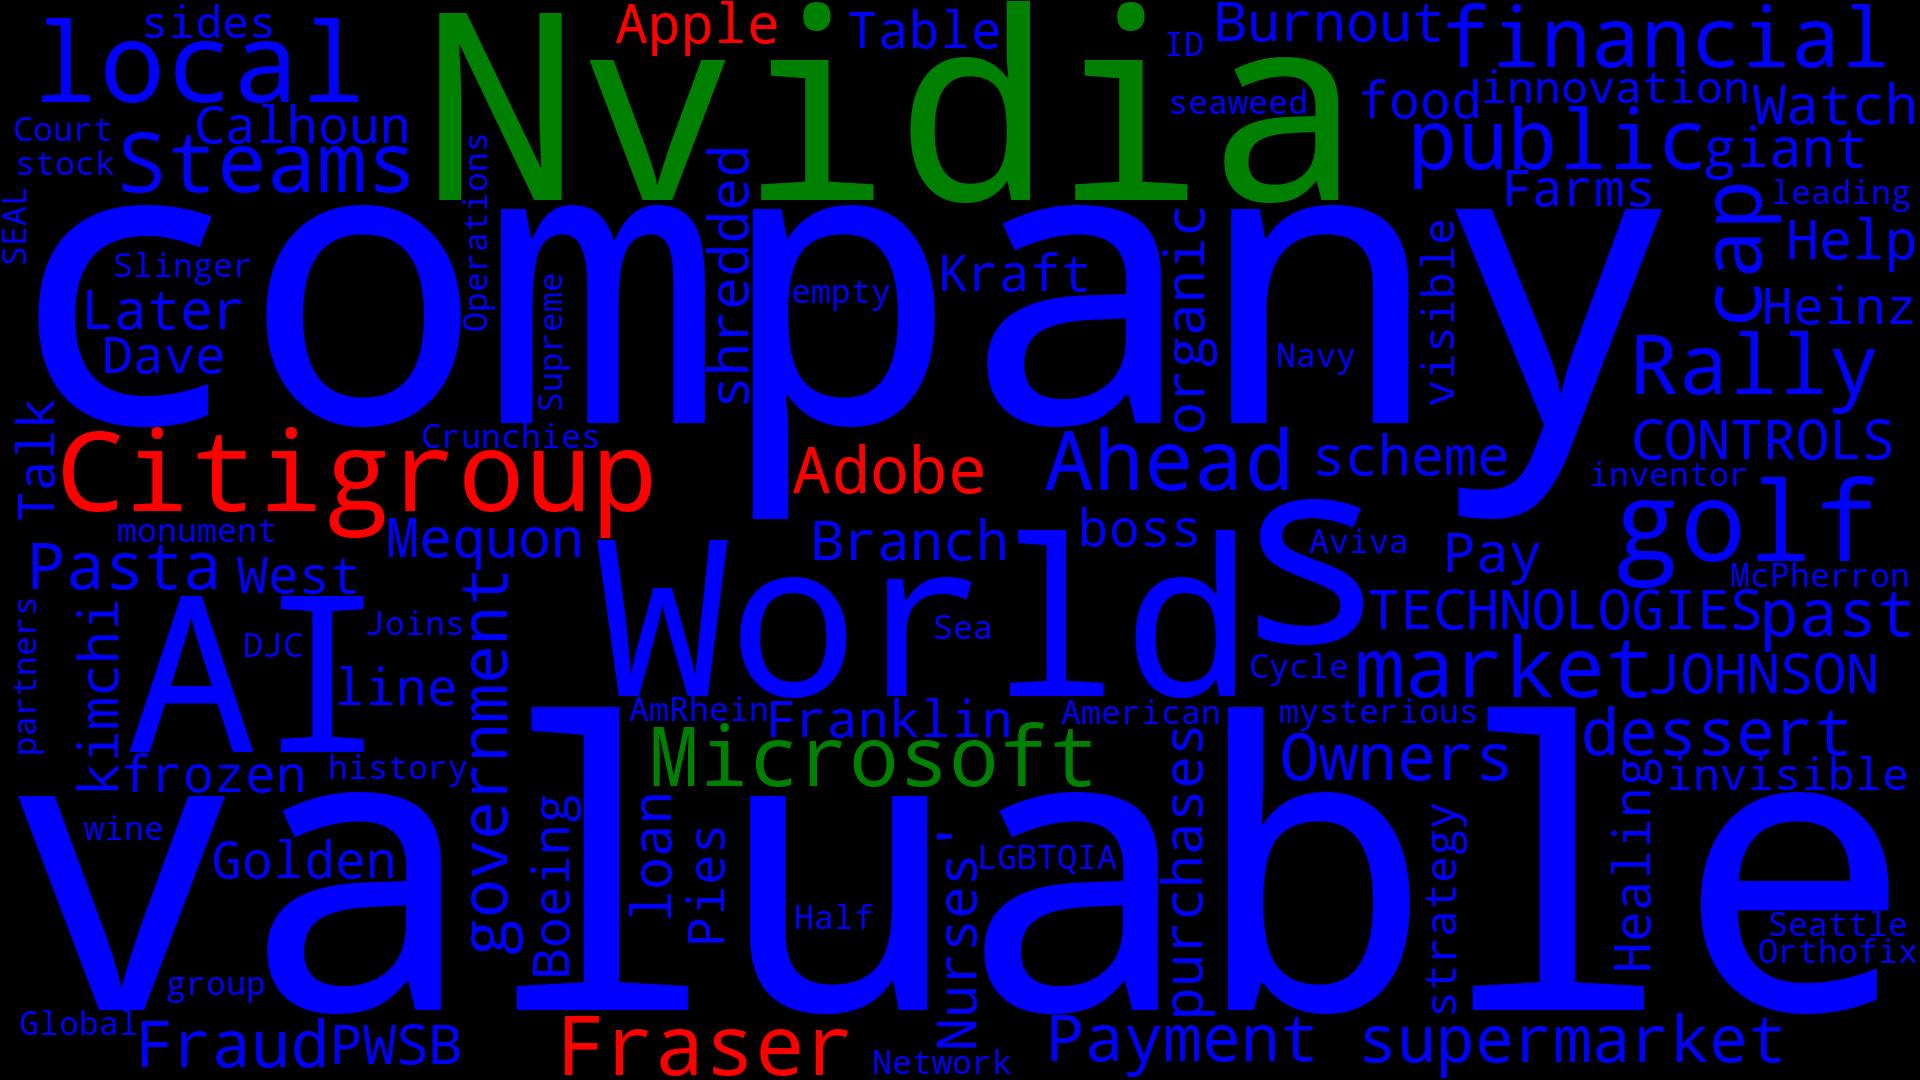 sides
Apple
Table
ID
Burnout
financial
local
Nvidia
seaweed
food
innovation
Watch
Court
Calhoun
stock
Steams
Operations
public
giant
SEAL
shredded
Farms
leading
company
cap
Help
Slinger
Later
Dave
Supreme
empty
Kraft
organic
Navy
visible
Heinz
Rally
Talk
Citigroup
Crunchies
Adobe
Ahead
scheme
CONTROLS
inventor
golf
monument
Mequon
Pasta
West
Branch
boss
s
Aviva
Pay
McPherron
partners
kimchi
AI
DJC
Joins
line
government
World
Sea
TECHNOLOGIES
past
Cycle
market
JOHNSON
AmRhein
Franklin
American
mysterious
dessert
frozen
history
Microsoft
Owners
invisible
valuable
wine
Golden
Boeing
loan
Pies
Half
Nurses'
LGBTQIA
purchases
strategy
Healing
Seattle
Orthofix
group
Global
Fraud
PWSB
Fraser
Network
Payment
supermarket